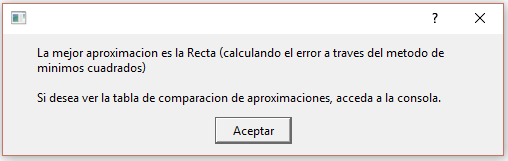 ?
La mejor aproximacion es la Recta (calculando el error a traves del metodo de
minimos cuadrados)
Si desea ver la tabla de comparacion de aproximaciones, acceda a la consola.
Aceptar